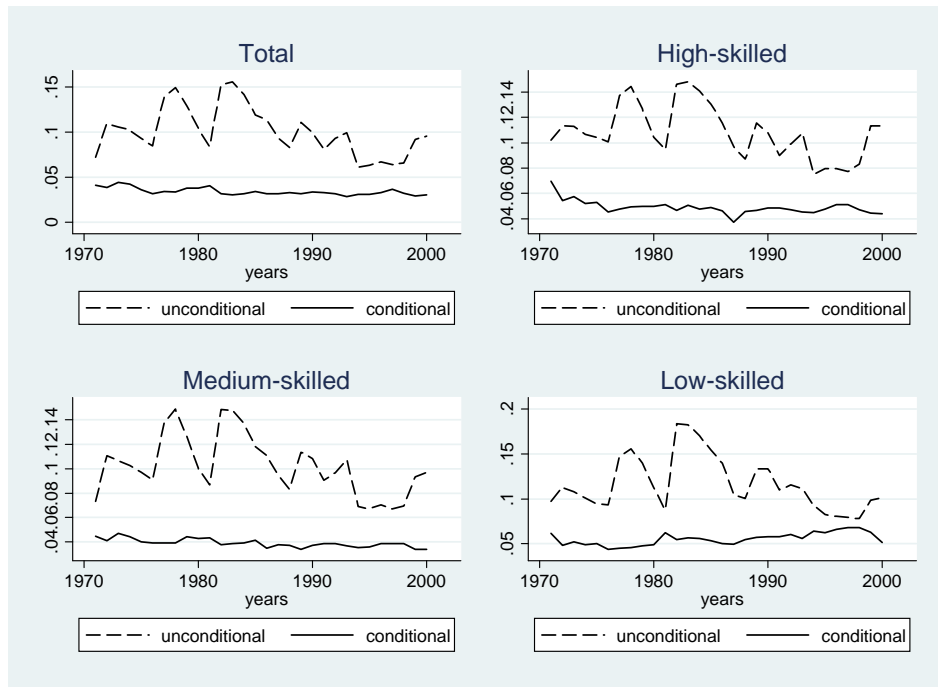 Total
.15
.1
.05
0
1970 1980 1990 2000
years
unconditional conditional
High-skilled
.04.06.08 .1 .12.14
1970 1980 1990 2000
years
unconditional conditional
Medium-skilled
.04.06.08 .1 .12.14
1970 1980 1990 2000
years
unconditional conditional
Low-skilled
.2
.15
.1
.05
1970 1980 1990 2000
years
unconditional conditional